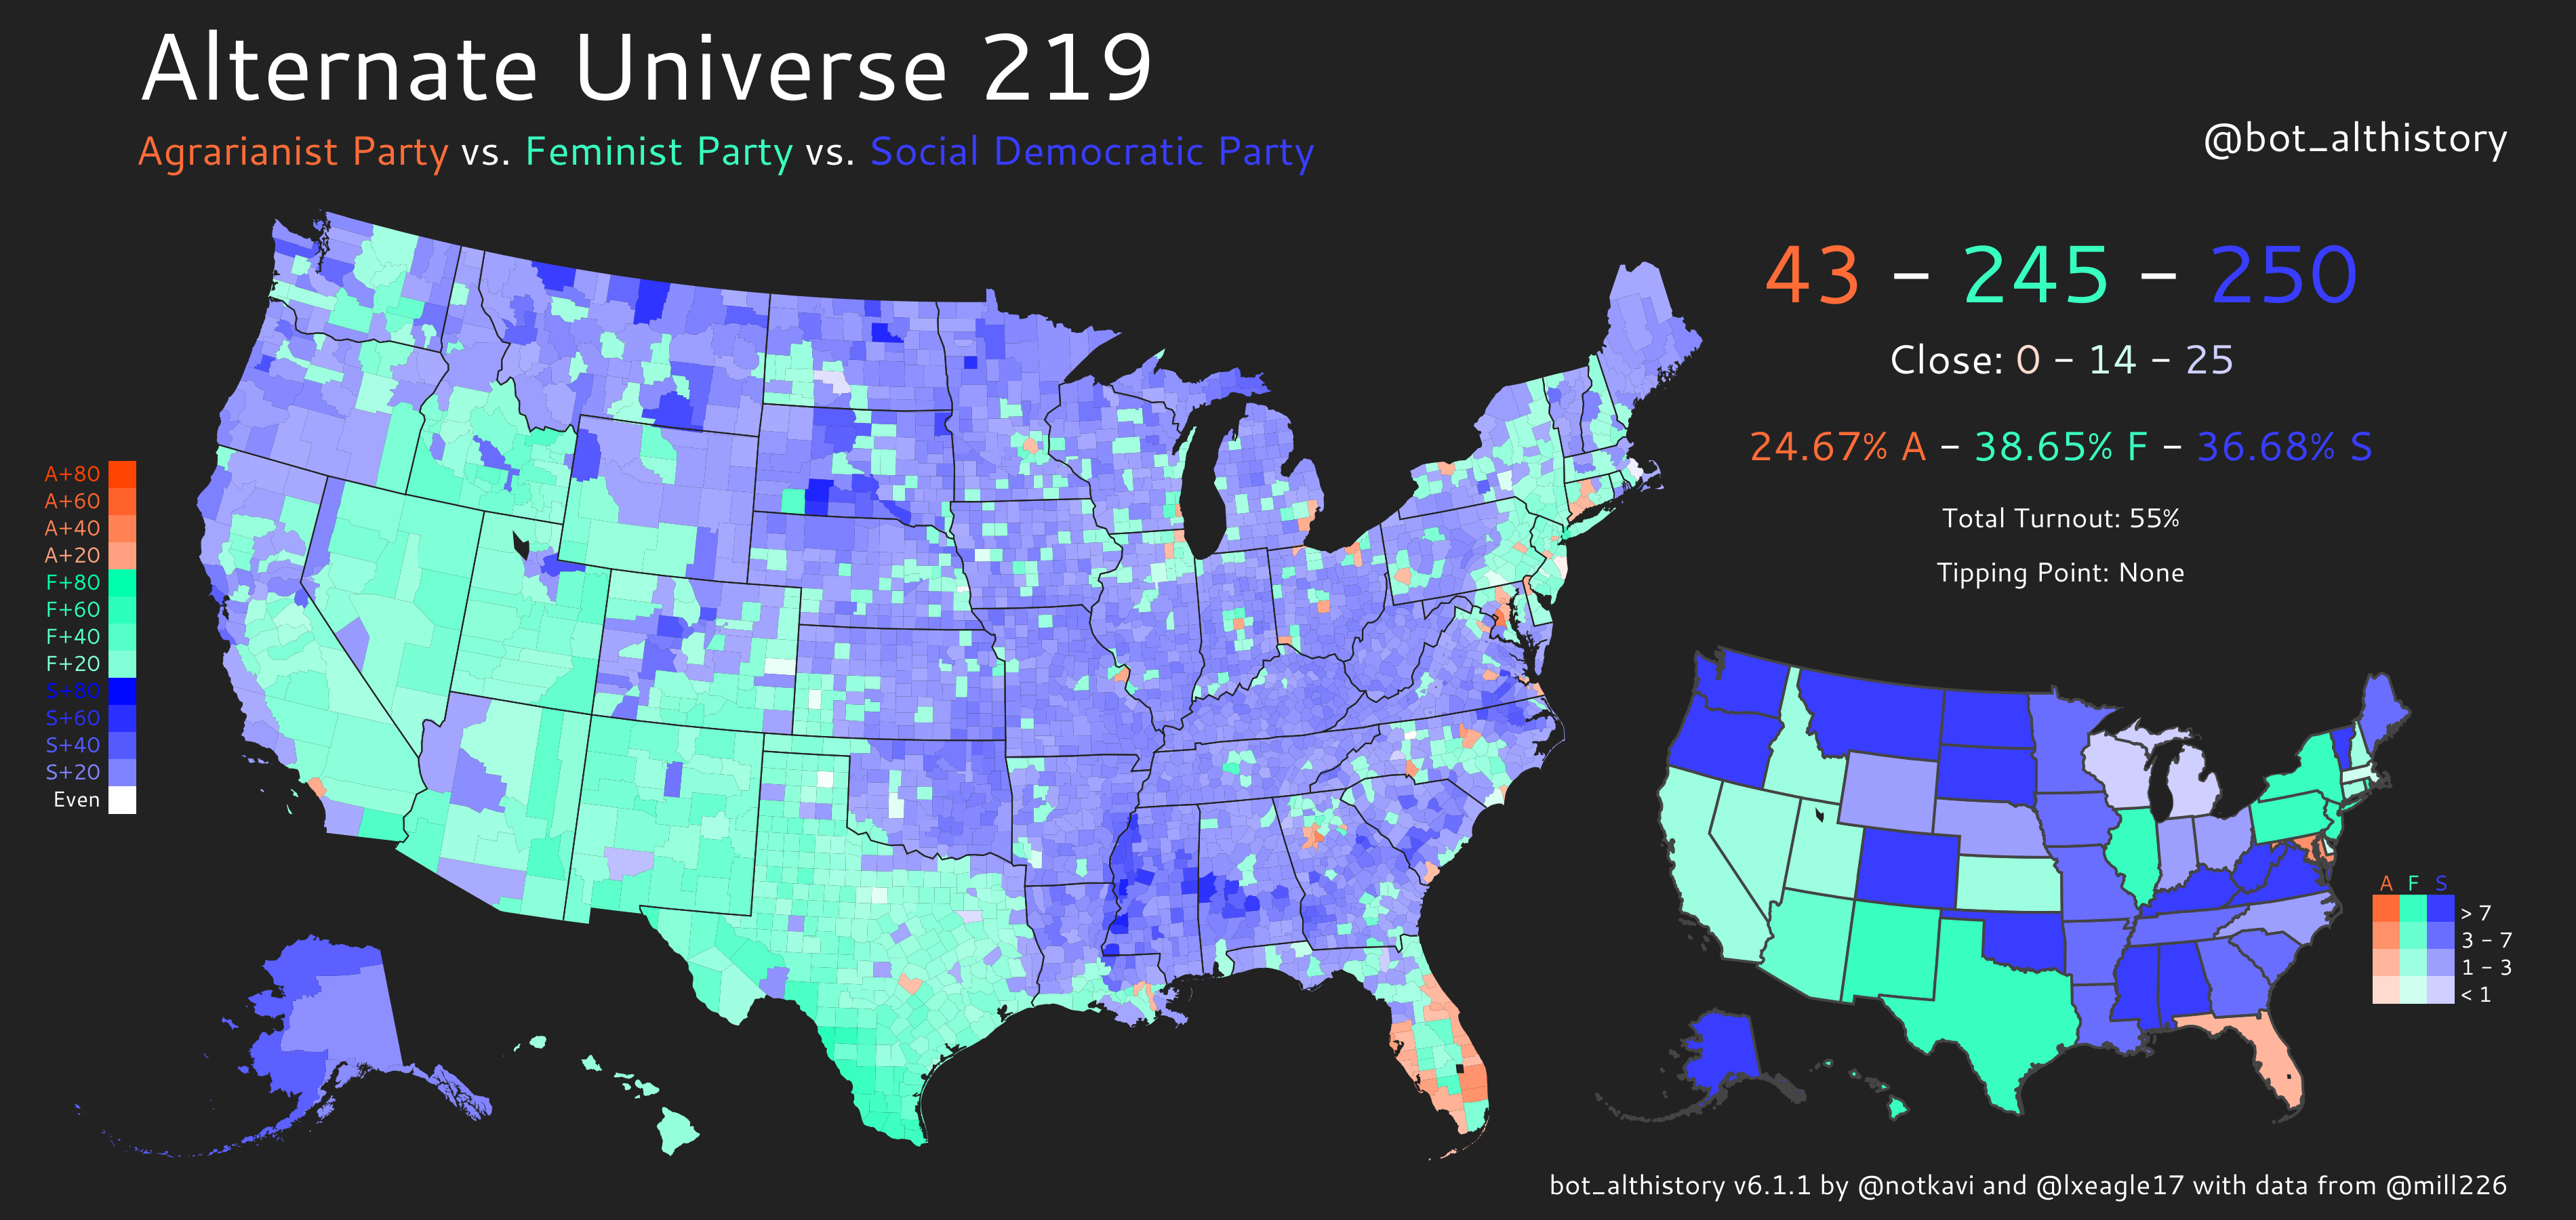 Alternate Universe 219
Agrarianist Party vs. Feminist Party vs. Social Democratic Party
@bot_althistory
43 - 245 - 250
Close: 0 - 14 - 25
24.67% A - 38.65% F - 36.68% S
Total Turnout: 55%
Tipping Point: None
A+80
A+60
A+40
A+20
F+80
F+60
F+40
F+20
S+80
S+60
S+40
S+20
Even
A F S
> 7
3 - 7
1 - 3
< 1
bot_althistory v6.1.1 by @notkavi and @lxeagle17 with data from @mill226